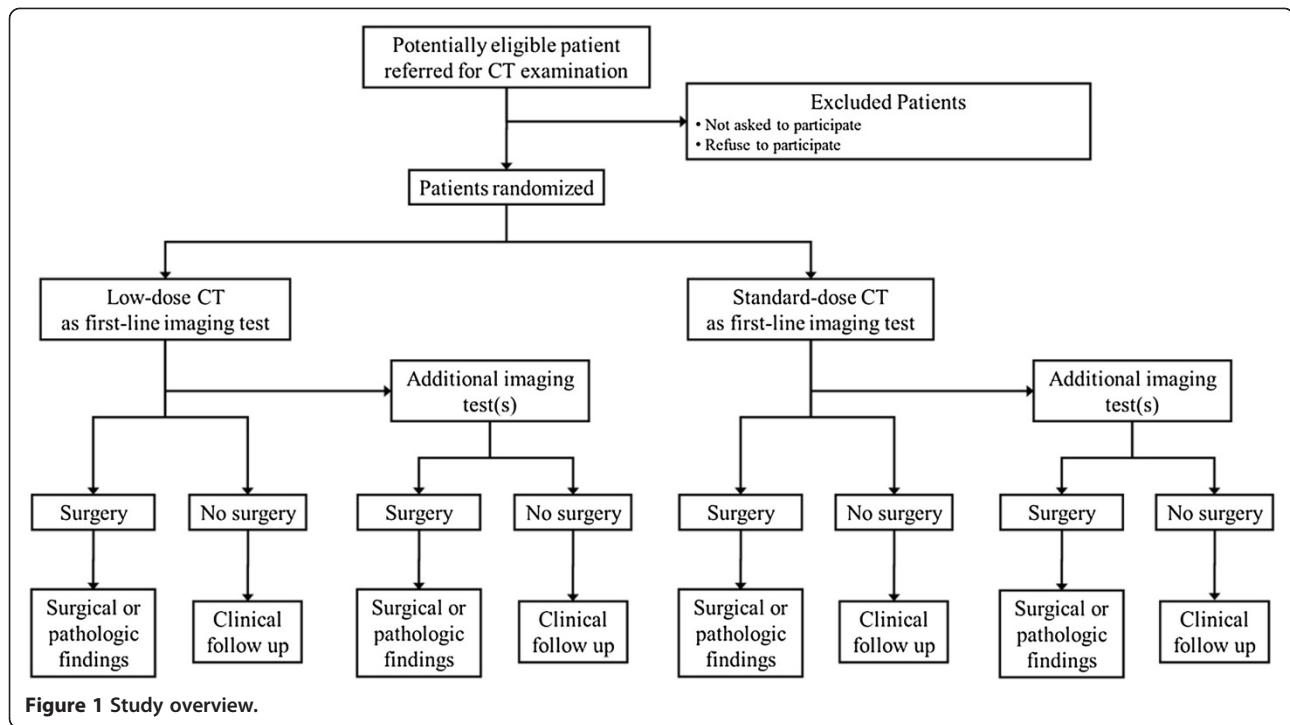 Potentially eligible patient
referred for CT examination
Excluded Patients
• Not asked to participate
• Refuse to participate
Patients randomized
Low-dose CT
as first-line imaging test
Standard-dose CT
as first-line imaging test
Additional imaging
test(s)
Additional imaging
test(s)
Surgery
No surgery
Surgery
No surgery
Surgery
No surgery
Surgery
No surgery
Surgical or
pathologic
findings
Clinical
follow up
Surgical or
pathologic
findings
Clinical
follow up
Surgical or
pathologic
findings
Clinical
follow up
Surgical or
pathologic
findings
Clinical
follow up
Figure 1 Study overview.